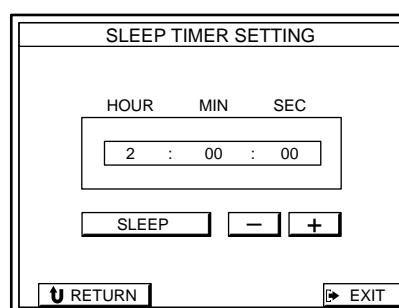 SLEEP TIMER SETTING
HOUR MIN SEC
2 : 00 : 00
SLEEP − +
RETURN EXIT